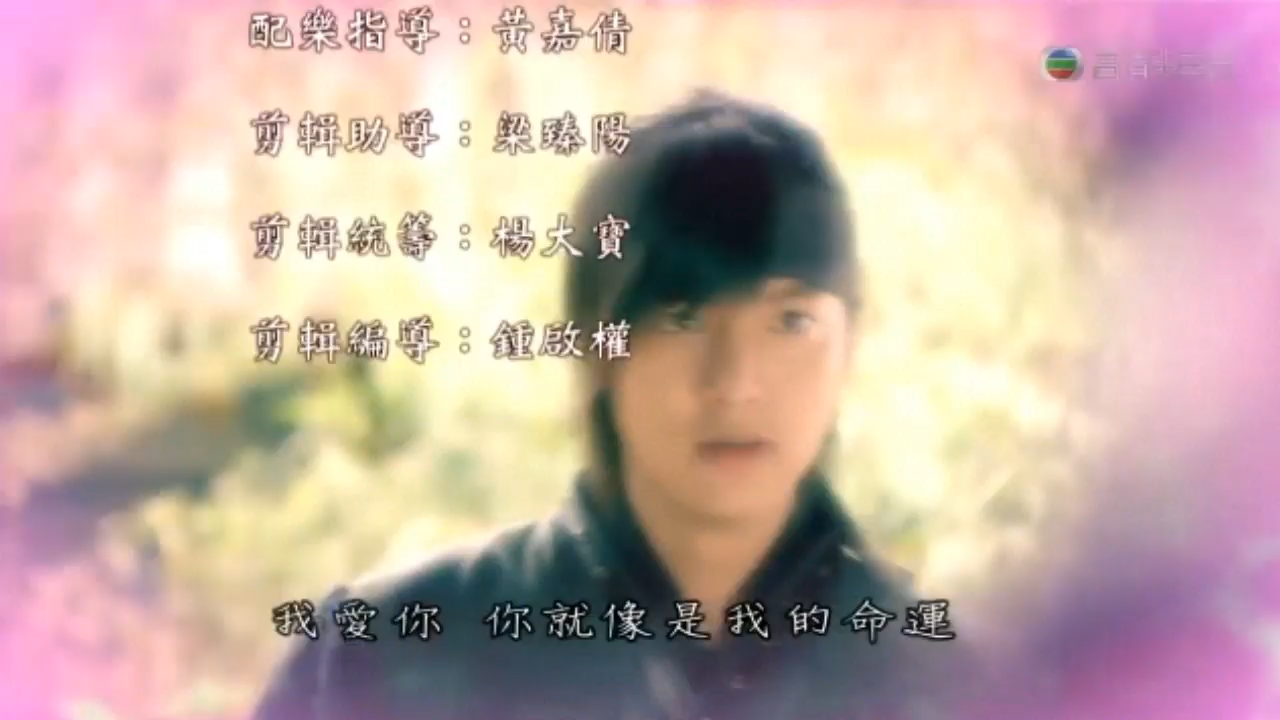 配樂指導：黃嘉倩
剪輯助導：梁臻陽
剪輯統籌：楊大寶
剪輯編導：鍾啟權
我愛你 你就像是我的命運